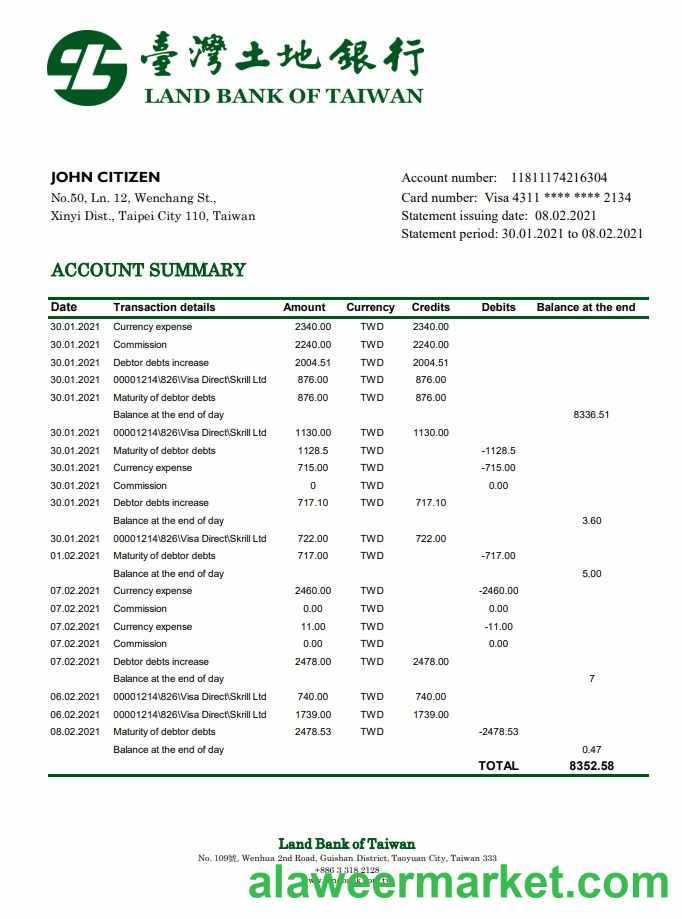 臺灣土地銀行
LAND BANK OF TAIWAN
JOHN CITIZEN
No.50, Ln. 12, Wenchang St.,
Xinyi Dist., Taipei City 110, Taiwan
Account number: 11811174216304
Card number: Visa 4311 **** **** 2134
Statement issuing date: 08.02.2021
Statement period: 30.01.2021 to 08.02.2021
ACCOUNT SUMMARY
Date Transaction details Amount Currency Credits Debits Balance at the end
30.01.2021 Currency expense 2340.00 TWD 2340.00
30.01.2021 Commission 2240.00 TWD 2240.00
30.01.2021 Debtor debts increase 2004.51 TWD 2004.51
30.01.2021 00001214\826\Visa Direct\Skrill Ltd 876.00 TWD 876.00
30.01.2021 Maturity of debtor debts 876.00 TWD 876.00
Balance at the end of day 8336.51
30.01.2021 00001214\826\Visa Direct\Skrill Ltd 1130.00 TWD 1130.00
30.01.2021 Maturity of debtor debts 1128.5 TWD -1128.5
30.01.2021 Currency expense 715.00 TWD -715.00
30.01.2021 Commission 0 TWD 0.00
30.01.2021 Debtor debts increase 717.10 TWD 717.10
Balance at the end of day 3.60
30.01.2021 00001214\826\Visa Direct\Skrill Ltd 722.00 TWD 722.00
01.02.2021 Maturity of debtor debts 717.00 TWD -717.00
Balance at the end of day 5.00
07.02.2021 Currency expense 2460.00 TWD -2460.00
07.02.2021 Commission 0.00 TWD 0.00
07.02.2021 Currency expense 11.00 TWD -11.00
07.02.2021 Commission 0.00 TWD 0.00
07.02.2021 Debtor debts increase 2478.00 TWD 2478.00
Balance at the end of day 7
06.02.2021 00001214\826\Visa Direct\Skrill Ltd 740.00 TWD 740.00
06.02.2021 00001214\826\Visa Direct\Skrill Ltd 1739.00 TWD 1739.00
08.02.2021 Maturity of debtor debts 2478.53 TWD -2478.53
Balance at the end of day 0.47
TOTAL 8352.58
Land Bank of Taiwan
No. 109號, Wenhua 2nd Road, Guishan District, Taoyuan City, Taiwan 333
+886 3 318 2128
alaweermarket.com